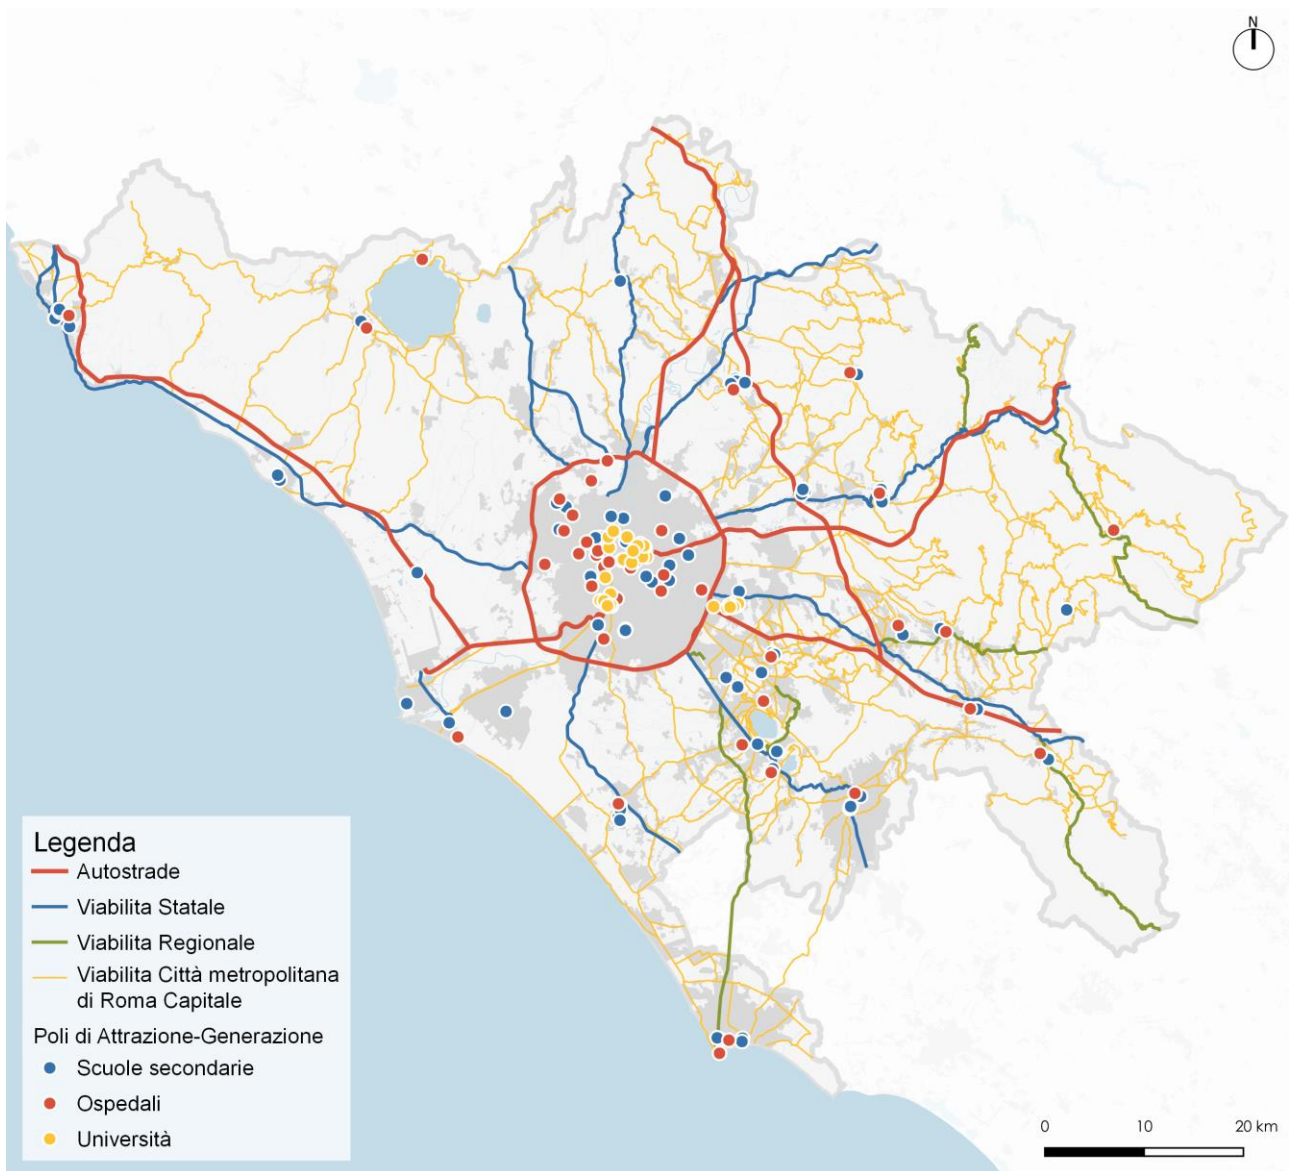 N
Legenda
Autostrade
Viabilita Statale
Viabilita Regionale
Viabilita Città metropolitana
di Roma Capitale
Poli di Attrazione-Generazione
Scuole secondarie
Ospedali
Università
0 10 20 km